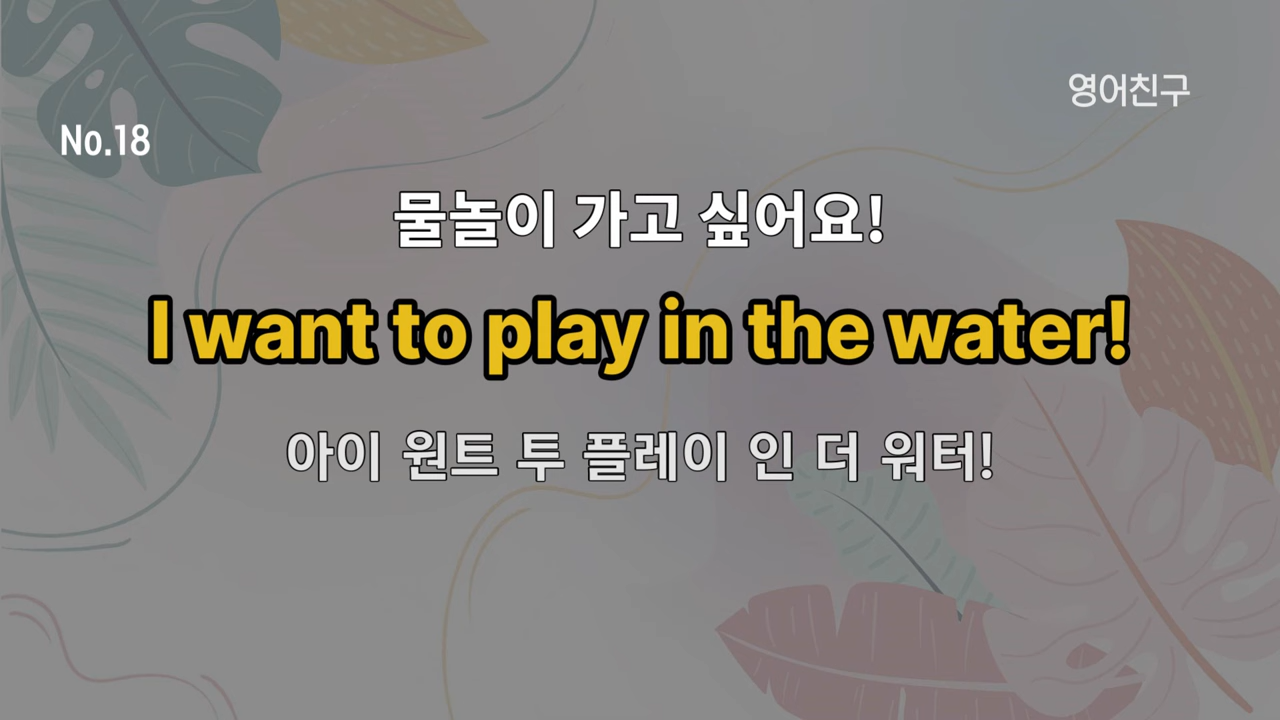 영어친구
No.18
물놀이 가고 싶어요!
I want to play in the water!
아이 원트 투 플레이 인 더 워터!